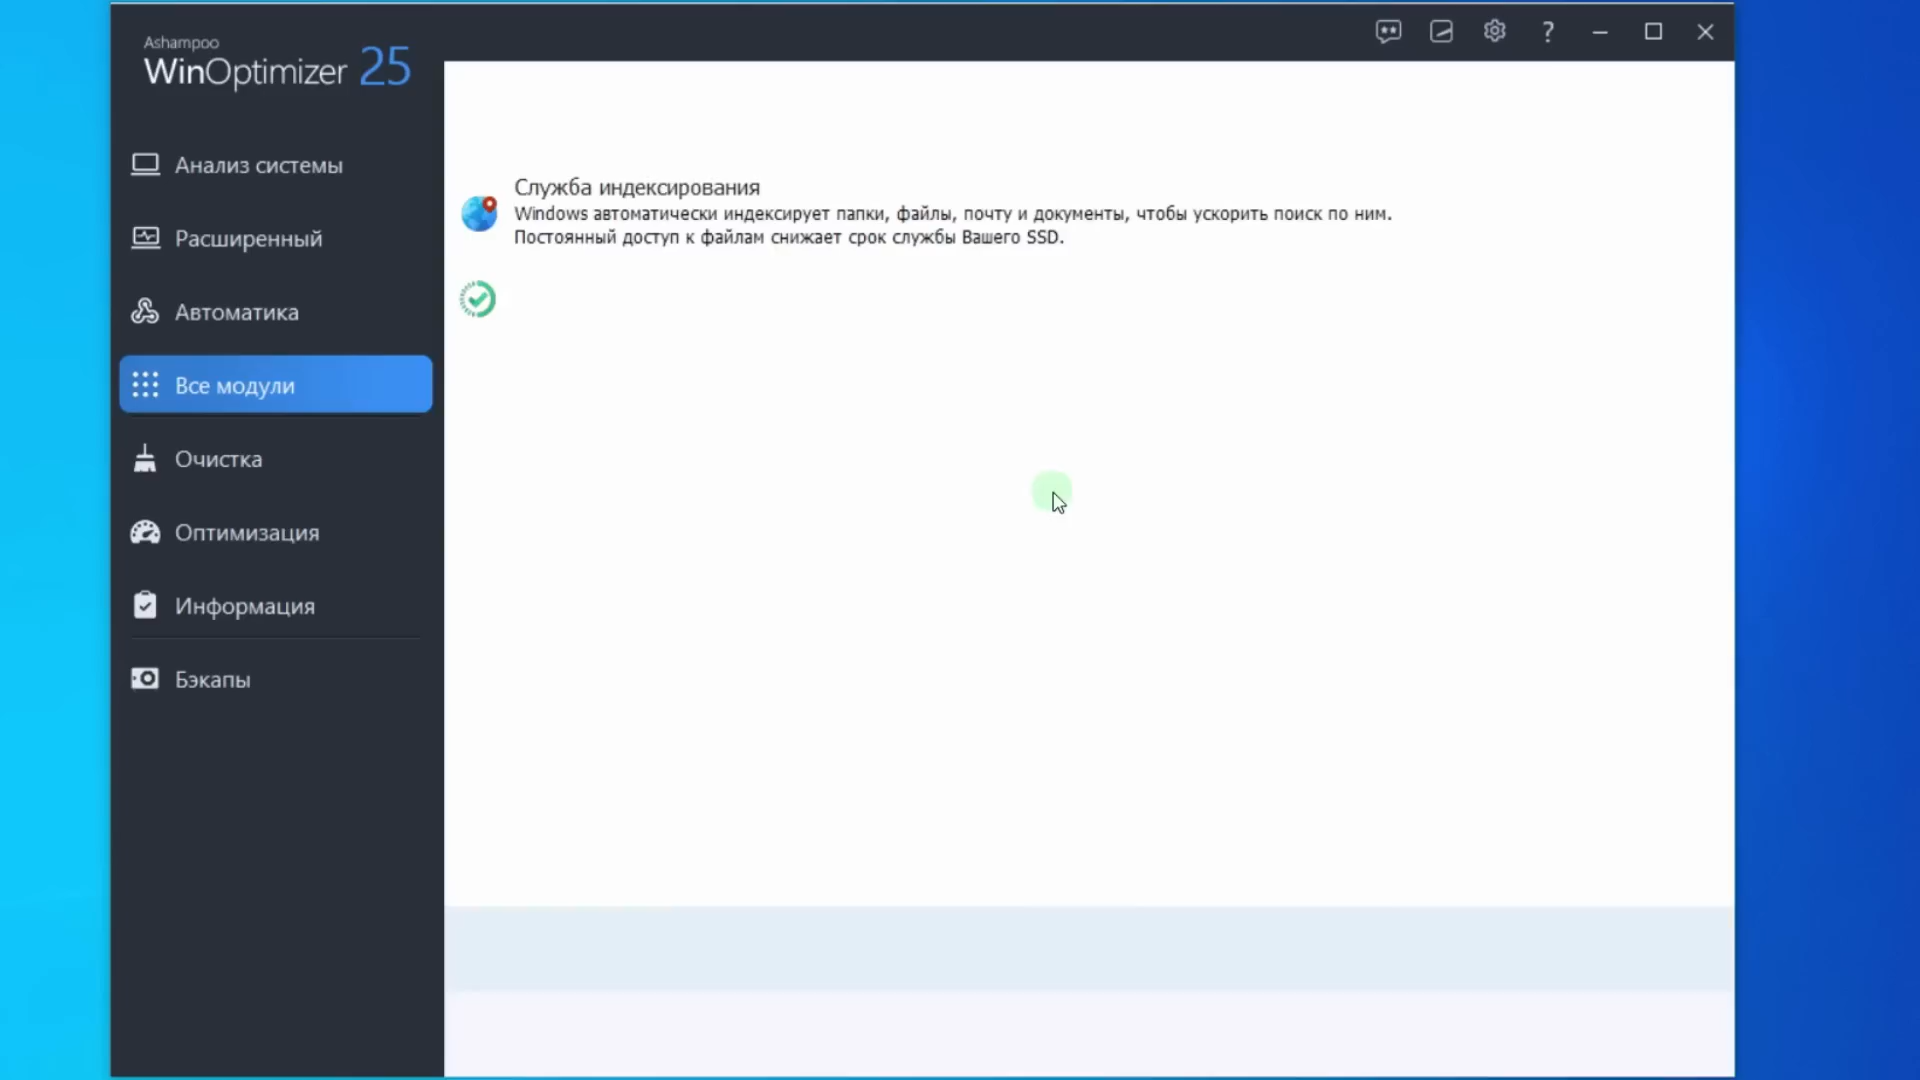 Ashampoo
WinOptimizer 25
Анализ системы
Расширенный
Автоматика
Все модули
Очистка
Оптимизация
Информация
Бэкапы
Служба индексирования
Windows автоматически индексирует папки, файлы, почту и документы, чтобы ускорить поиск по ним.
Постоянный доступ к файлам снижает срок службы Вашего SSD.